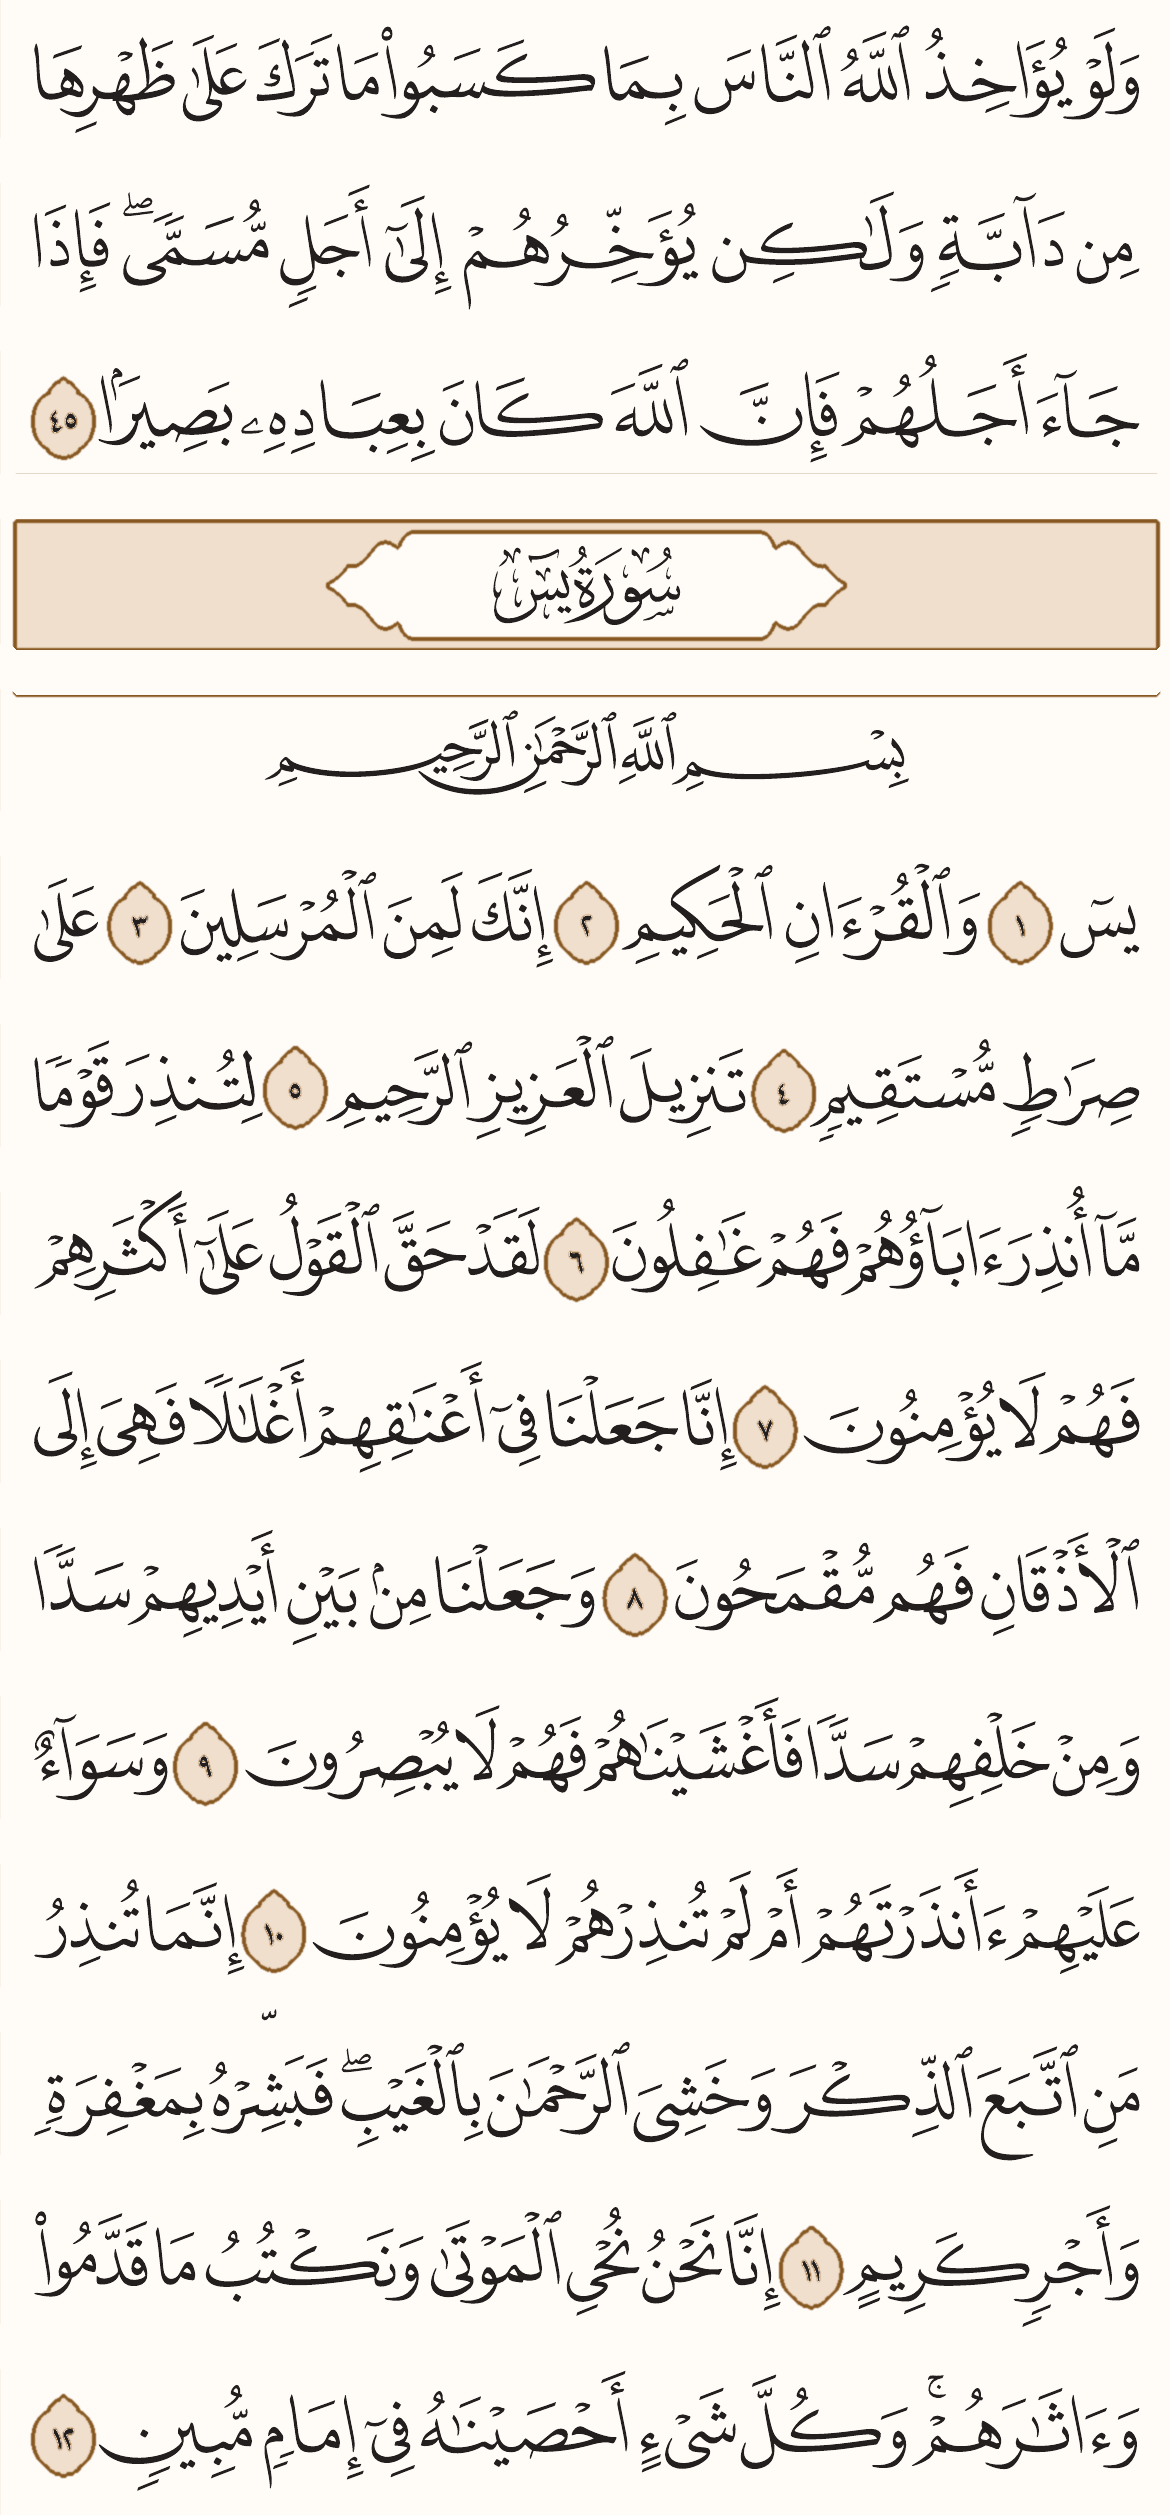 وَلَوۡ يُؤَاخِذُ ٱللَّهُ ٱلنَّاسَ بِمَا كَسَبُواْ مَا تَرَكَ عَلَىٰ ظَهۡرِهَا
مِن دَآبَّةٖ وَلَٰكِن يُؤَخِّرُهُمۡ إِلَىٰٓ أَجَلٖ مُّسَمّٗىۖ فَإِذَا
جَآءَ أَجَلُهُمۡ فَإِنَّ ٱللَّهَ كَانَ بِعِبَادِهِۦ بَصِيرَۢا ٤٥
سُورَةُ يسٓ
بِسۡمِ ٱللَّهِ ٱلرَّحۡمَٰنِ ٱلرَّحِيمِ
يسٓ ١ وَٱلۡقُرۡءَانِ ٱلۡحَكِيمِ ٢ إِنَّكَ لَمِنَ ٱلۡمُرۡسَلِينَ ٣ عَلَىٰ
صِرَٰطٖ مُّسۡتَقِيمٖ ٤ تَنزِيلَ ٱلۡعَزِيزِ ٱلرَّحِيمِ ٥ لِتُنذِرَ قَوۡمٗا
مَّآ أُنذِرَ ءَابَآؤُهُمۡ فَهُمۡ غَٰفِلُونَ ٦ لَقَدۡ حَقَّ ٱلۡقَوۡلُ عَلَىٰٓ أَكۡثَرِهِمۡ
فَهُمۡ لَا يُؤۡمِنُونَ ٧ إِنَّا جَعَلۡنَا فِيٓ أَعۡنَٰقِهِمۡ أَغۡلَٰلٗا فَهِيَ إِلَى
ٱلۡأَذۡقَانِ فَهُم مُّقۡمَحُونَ ٨ وَجَعَلۡنَا مِنۢ بَيۡنِ أَيۡدِيهِمۡ سَدّٗا
وَمِنۡ خَلۡفِهِمۡ سَدّٗا فَأَغۡشَيۡنَٰهُمۡ فَهُمۡ لَا يُبۡصِرُونَ ٩ وَسَوَآءٌ
عَلَيۡهِمۡ ءَأَنذَرۡتَهُمۡ أَمۡ لَمۡ تُنذِرۡهُمۡ لَا يُؤۡمِنُونَ ١٠ إِنَّمَا تُنذِرُ
مَنِ ٱتَّبَعَ ٱلذِّكۡرَ وَخَشِيَ ٱلرَّحۡمَٰنَ بِٱلۡغَيۡبِۖ فَبَشِّرۡهُ بِمَغۡفِرَةٖ
وَأَجۡرٖ كَرِيمٍ ١١ إِنَّا نَحۡنُ نُحۡيِ ٱلۡمَوۡتَىٰ وَنَكۡتُبُ مَا قَدَّمُواْ
وَءَاثَٰرَهُمۡۚ وَكُلَّ شَيۡءٍ أَحۡصَيۡنَٰهُ فِيٓ إِمَامٖ مُّبِينٖ ١٢